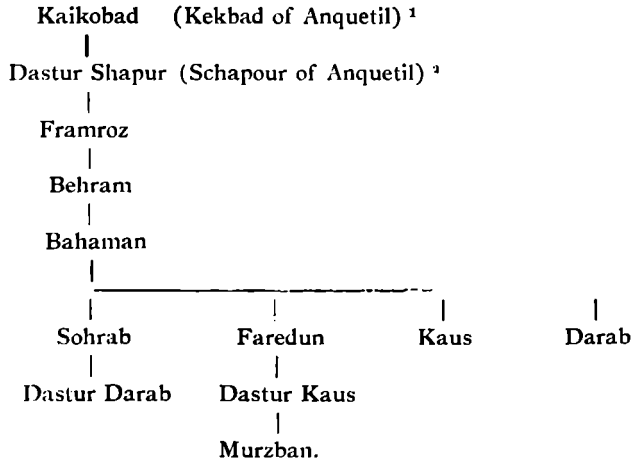 Kaikobad (Kekbad of Anquetil) ¹
Dastur Shapur (Schapour of Anquetil) ²
Framroz
Behram
Bahaman
Sohrab Faredun Kaus Darab
Dastur Darab Dastur Kaus
Murzban.